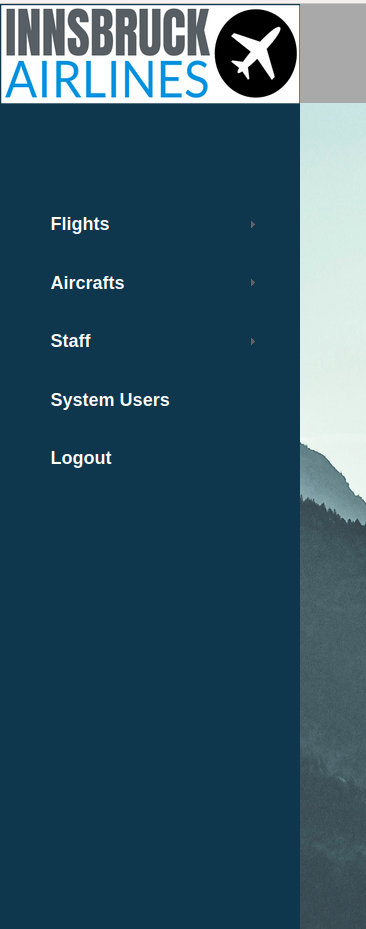 INNSBRUCK
AIRLINES
Flights
Aircrafts
Staff
System Users
Logout